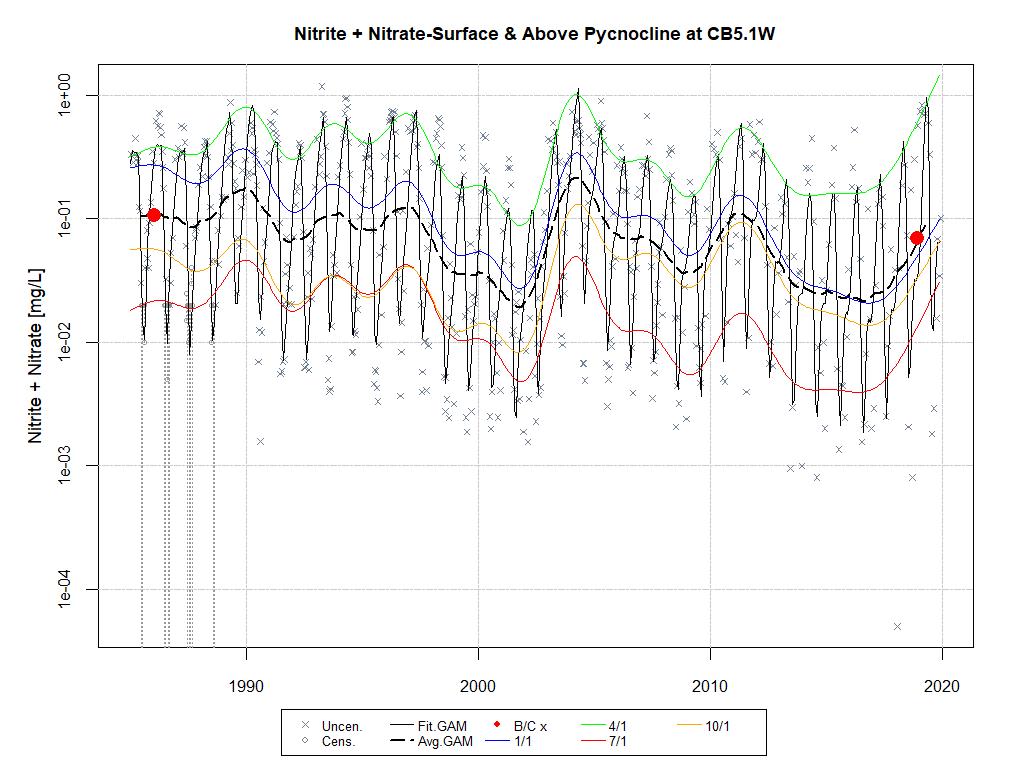 Nitrite + Nitrate-Surface & Above Pycnocline at CB5.1W
Nitrite + Nitrate [mg/L]
1e+00
1e-01
1e-02
1e-03
1e-04
1990 2000 2010 2020
Uncen. Fit.GAM B/C x 4/1 10/1
Cens. Avg.GAM 1/1 7/1